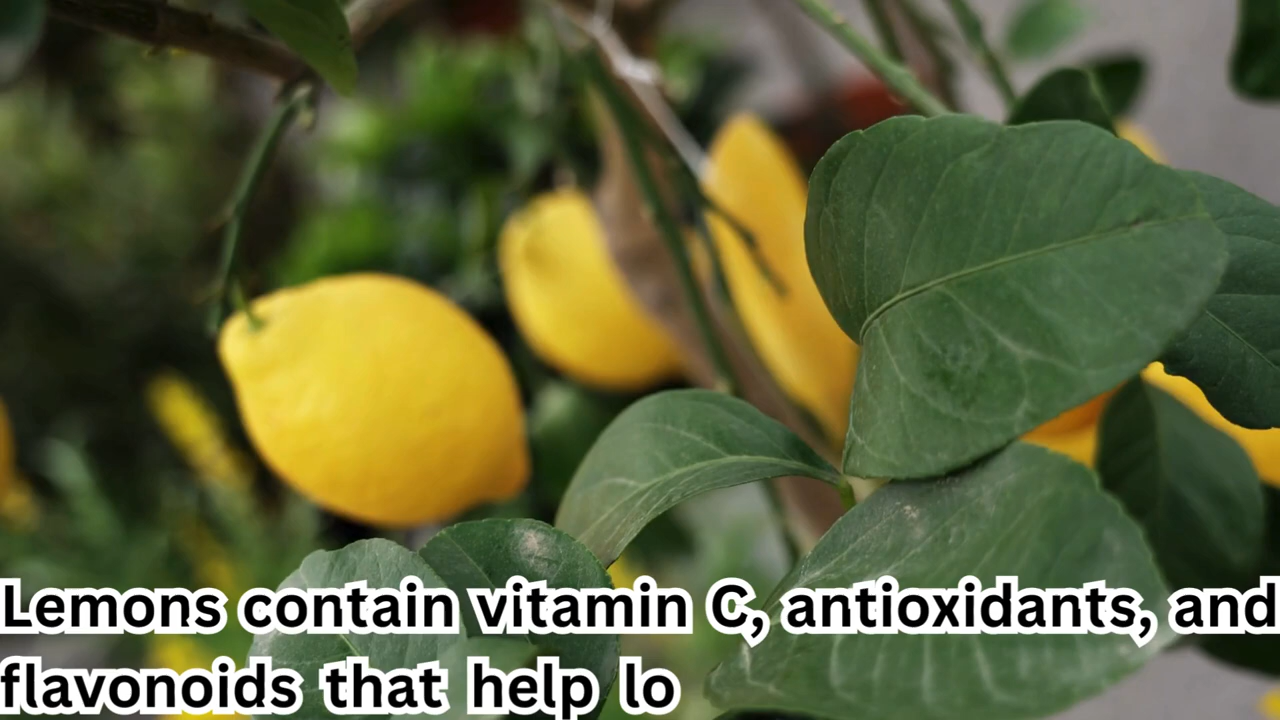 Lemons contain vitamin C, antioxidants, and
flavonoids that help lo